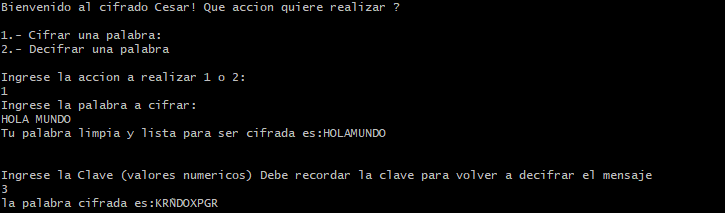 Bienvenido al cifrado Cesar! Que accion quiere realizar ?
1.- Cifrar una palabra:
2.- Decifrar una palabra
Ingrese la accion a realizar 1 o 2:
1
Ingrese la palabra a cifrar:
HOLA MUNDO
Tu palabra limpia y lista para ser cifrada es:HOLAMUNDO
Ingrese la Clave (valores numericos) Debe recordar la clave para volver a decifrar el mensaje
3
la palabra cifrada es:KRÑDOXPGR